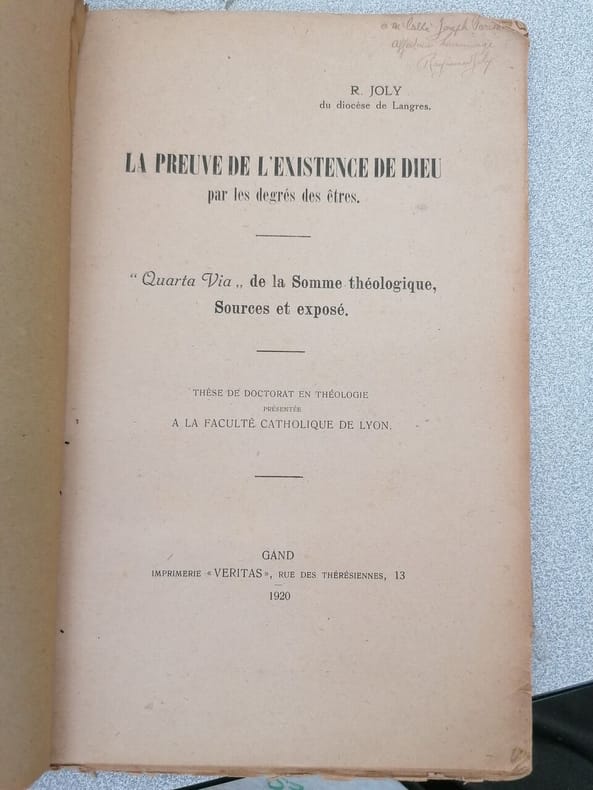 à M. l'abbé Joseph
hommage
Raymond Joly
R. JOLY
du diocèse de Langres.
LA PREUVE DE L'EXISTENCE DE DIEU
par les degrés des êtres.
“ Quarta Via „ de la Somme théologique,
Sources et exposé.
THÈSE DE DOCTORAT EN THÉOLOGIE
PRÉSENTÉE
A LA FACULTÉ CATHOLIQUE DE LYON.
GAND
IMPRIMERIE «VERITAS», RUE DES THÉRÉSIENNES, 13
1920